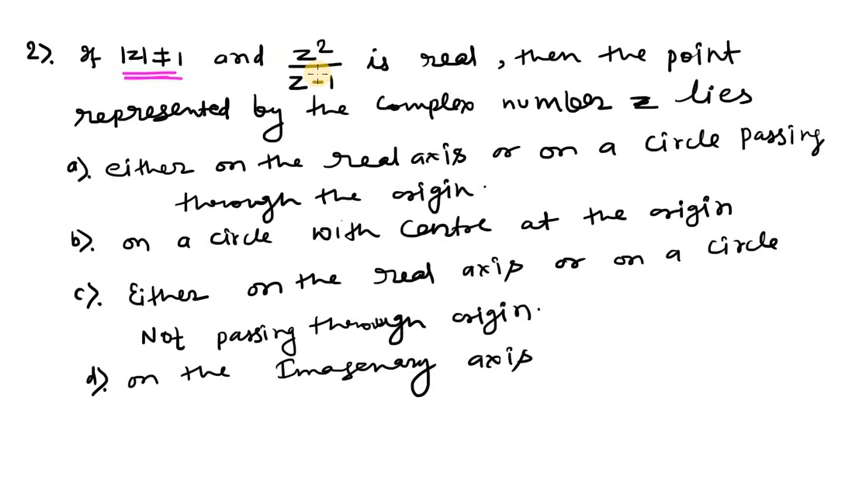 2). If |z| ≠ 1 and z²/z-1 is real, then the point
represented by the complex number z lies
a). either on the real axis or on a circle passing
through the origin.
b). on a circle with centre at the origin
c). Either on the real axis or on a circle
Not passing through origin.
d). on the Imagenary axis